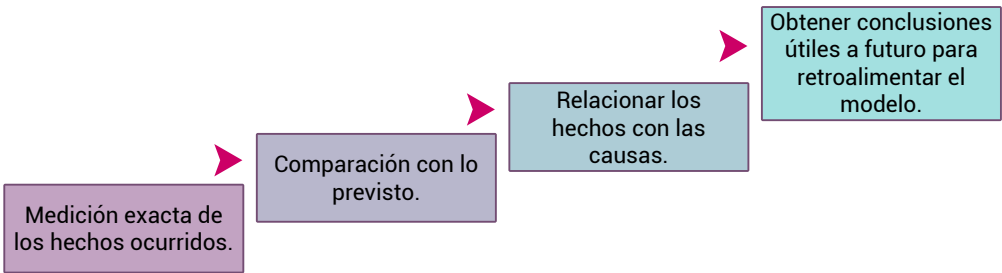 Medición exacta de
los hechos ocurridos.
Comparación con lo
previsto.
Relacionar los
hechos con las
causas.
Obtener conclusiones
útiles a futuro para
retroalimentar el
modelo.